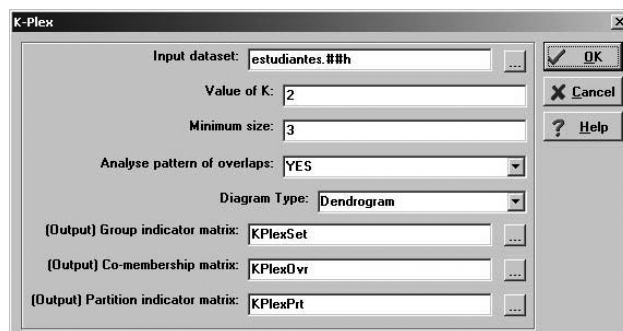 K-Plex
Input dataset: estudiantes.##h ...
OK
Value of K: 2
Cancel
Minimum size: 3
Help
Analyse pattern of overlaps: YES
Diagram Type: Dendrogram
(Output) Group indicator matrix: KPlexSet ...
(Output) Co-membership matrix: KPlexOvr ...
(Output) Partition indicator matrix: KPlexPrt ...